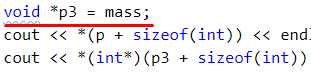 void *p3 = mass;
cout << *(p + sizeof(int)) << endl
cout << *(int*)(p3 + sizeof(int))